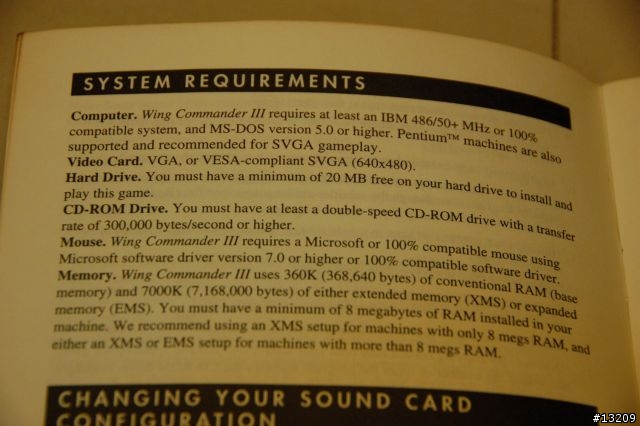 SYSTEM REQUIREMENTS
Computer. Wing Commander III requires at least an IBM 486/50+ MHz or 100%
compatible system, and MS-DOS version 5.0 or higher. Pentium™ machines are also
supported and recommended for SVGA gameplay.
Video Card. VGA, or VESA-compliant SVGA (640x480).
Hard Drive. You must have a minimum of 20 MB free on your hard drive to install and
play this game.
CD-ROM Drive. You must have at least a double-speed CD-ROM drive with a transfer
rate of 300,000 bytes/second or higher.
Mouse. Wing Commander III requires a Microsoft or 100% compatible mouse using
Microsoft software driver version 7.0 or higher or 100% compatible software driver.
Memory. Wing Commander III uses 360K (368,640 bytes) of conventional RAM (base
memory) and 7000K (7,168,000 bytes) of either extended memory (XMS) or expanded
memory (EMS). You must have a minimum of 8 megabytes of RAM installed in your
machine. We recommend using an XMS setup for machines with only 8 megs RAM, and
either an XMS or EMS setup for machines with more than 8 megs RAM.
CHANGING YOUR SOUND CARD
CONFIGURATION
#13209